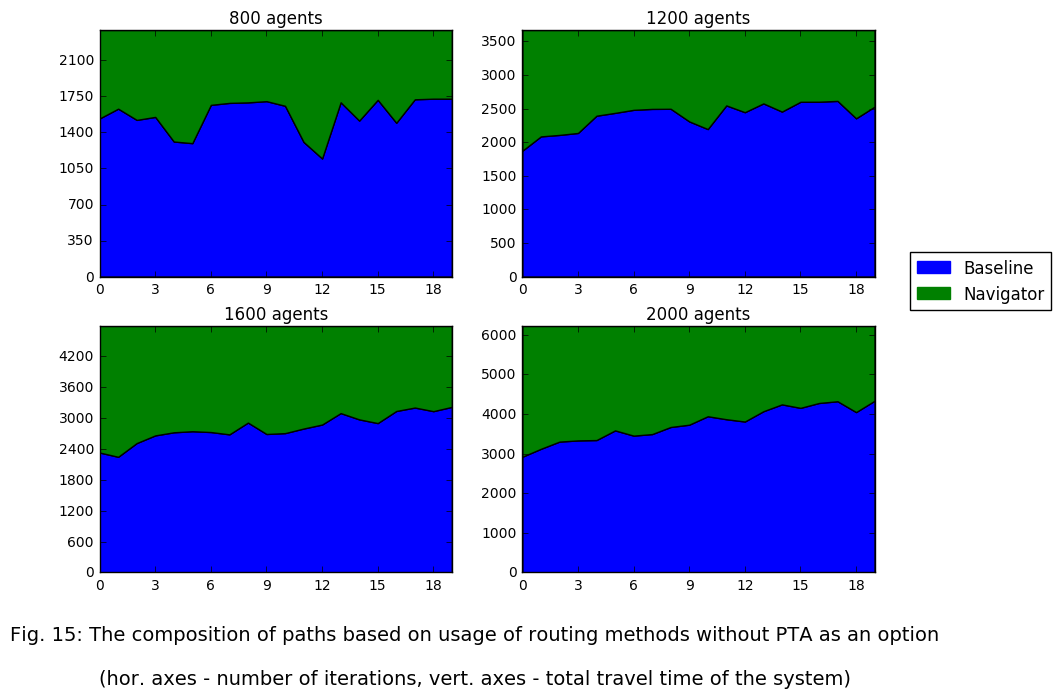 800 agents
2100
1750
1400
1050
700
350
0
0 3 6 9 12 15 18
1200 agents
3500
3000
2500
2000
1500
1000
500
0
0 3 6 9 12 15 18
Baseline
Navigator
1600 agents
4200
3600
3000
2400
1800
1200
600
0
0 3 6 9 12 15 18
2000 agents
6000
5000
4000
3000
2000
1000
0
0 3 6 9 12 15 18
Fig. 15: The composition of paths based on usage of routing methods without PTA as an option
(hor. axes - number of iterations, vert. axes - total travel time of the system)